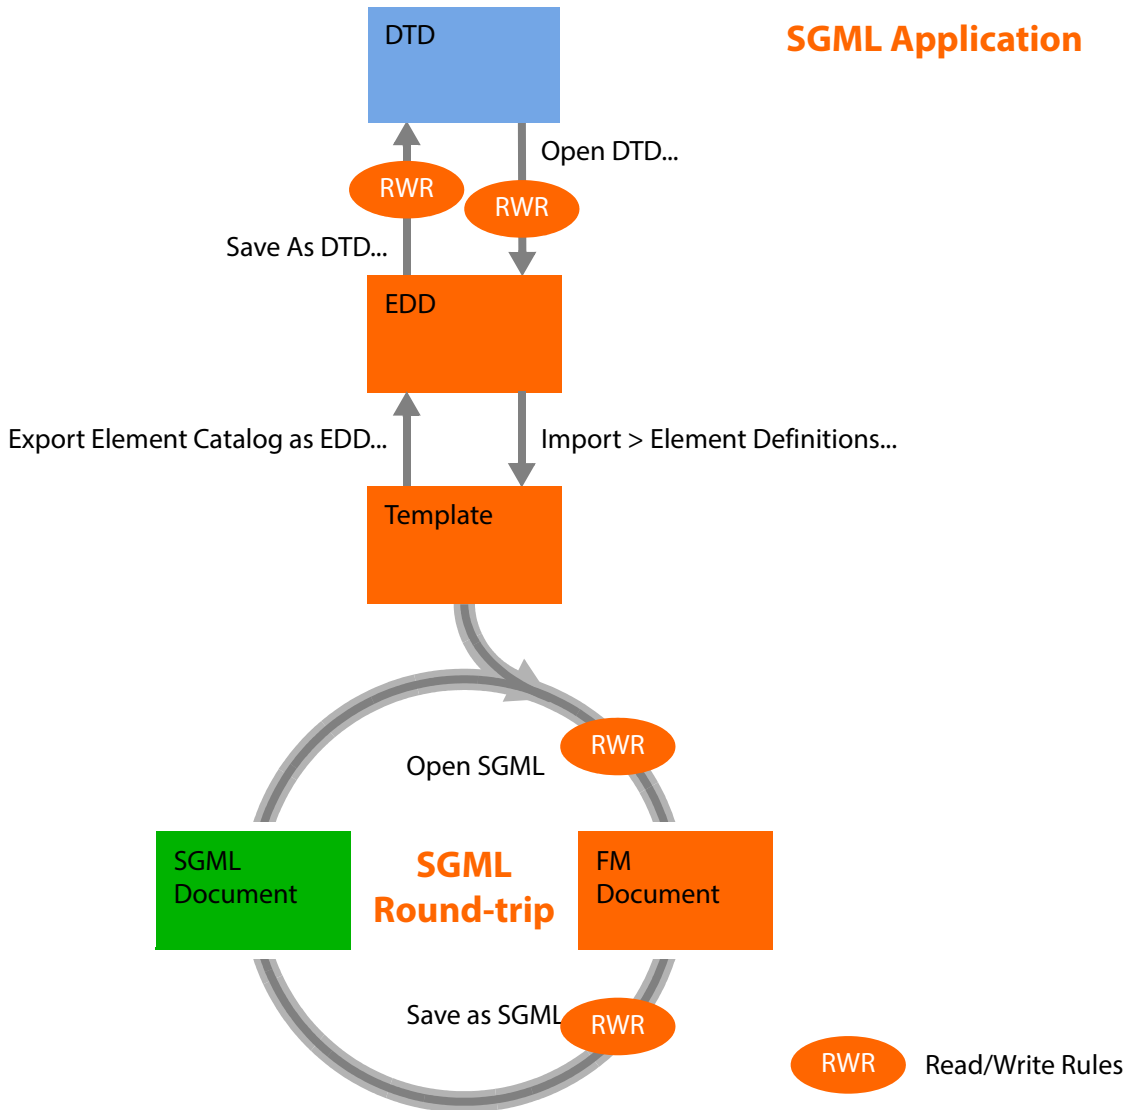 DTD
SGML Application
Open DTD...
RWR
RWR
Save As DTD...
EDD
Export Element Catalog as EDD...
Import > Element Definitions...
Template
RWR
Open SGML
SGML
Document
SGML
Round-trip
FM
Document
Save as SGML
RWR
RWR
Read/Write Rules